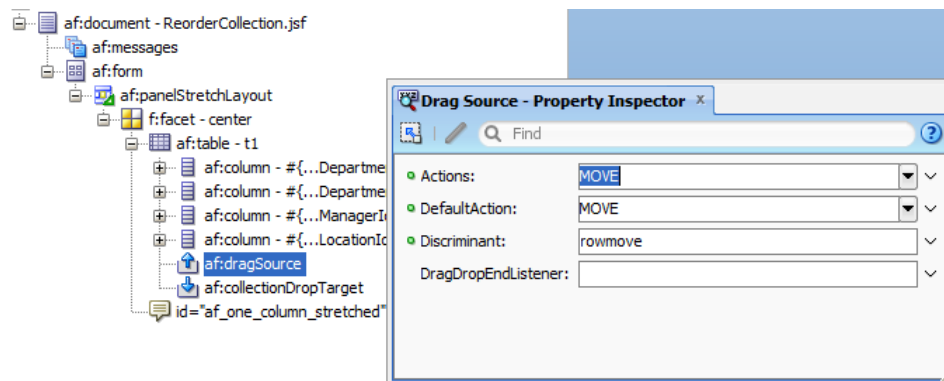 af:document - ReorderCollection.jsf
af:messages
af:form
af:panelStretchLayout
f:facet - center
af:table - t1
af:column - #{...Departme
af:column - #{...Departme
af:column - #{...ManagerI
af:column - #{...LocationIc
af:dragSource
af:collectionDropTarget
id="af_one_column_stretched"
Drag Source - Property Inspector x
Find
Actions: MOVE
DefaultAction: MOVE
Discriminant: rowmove
DragDropEndListener: